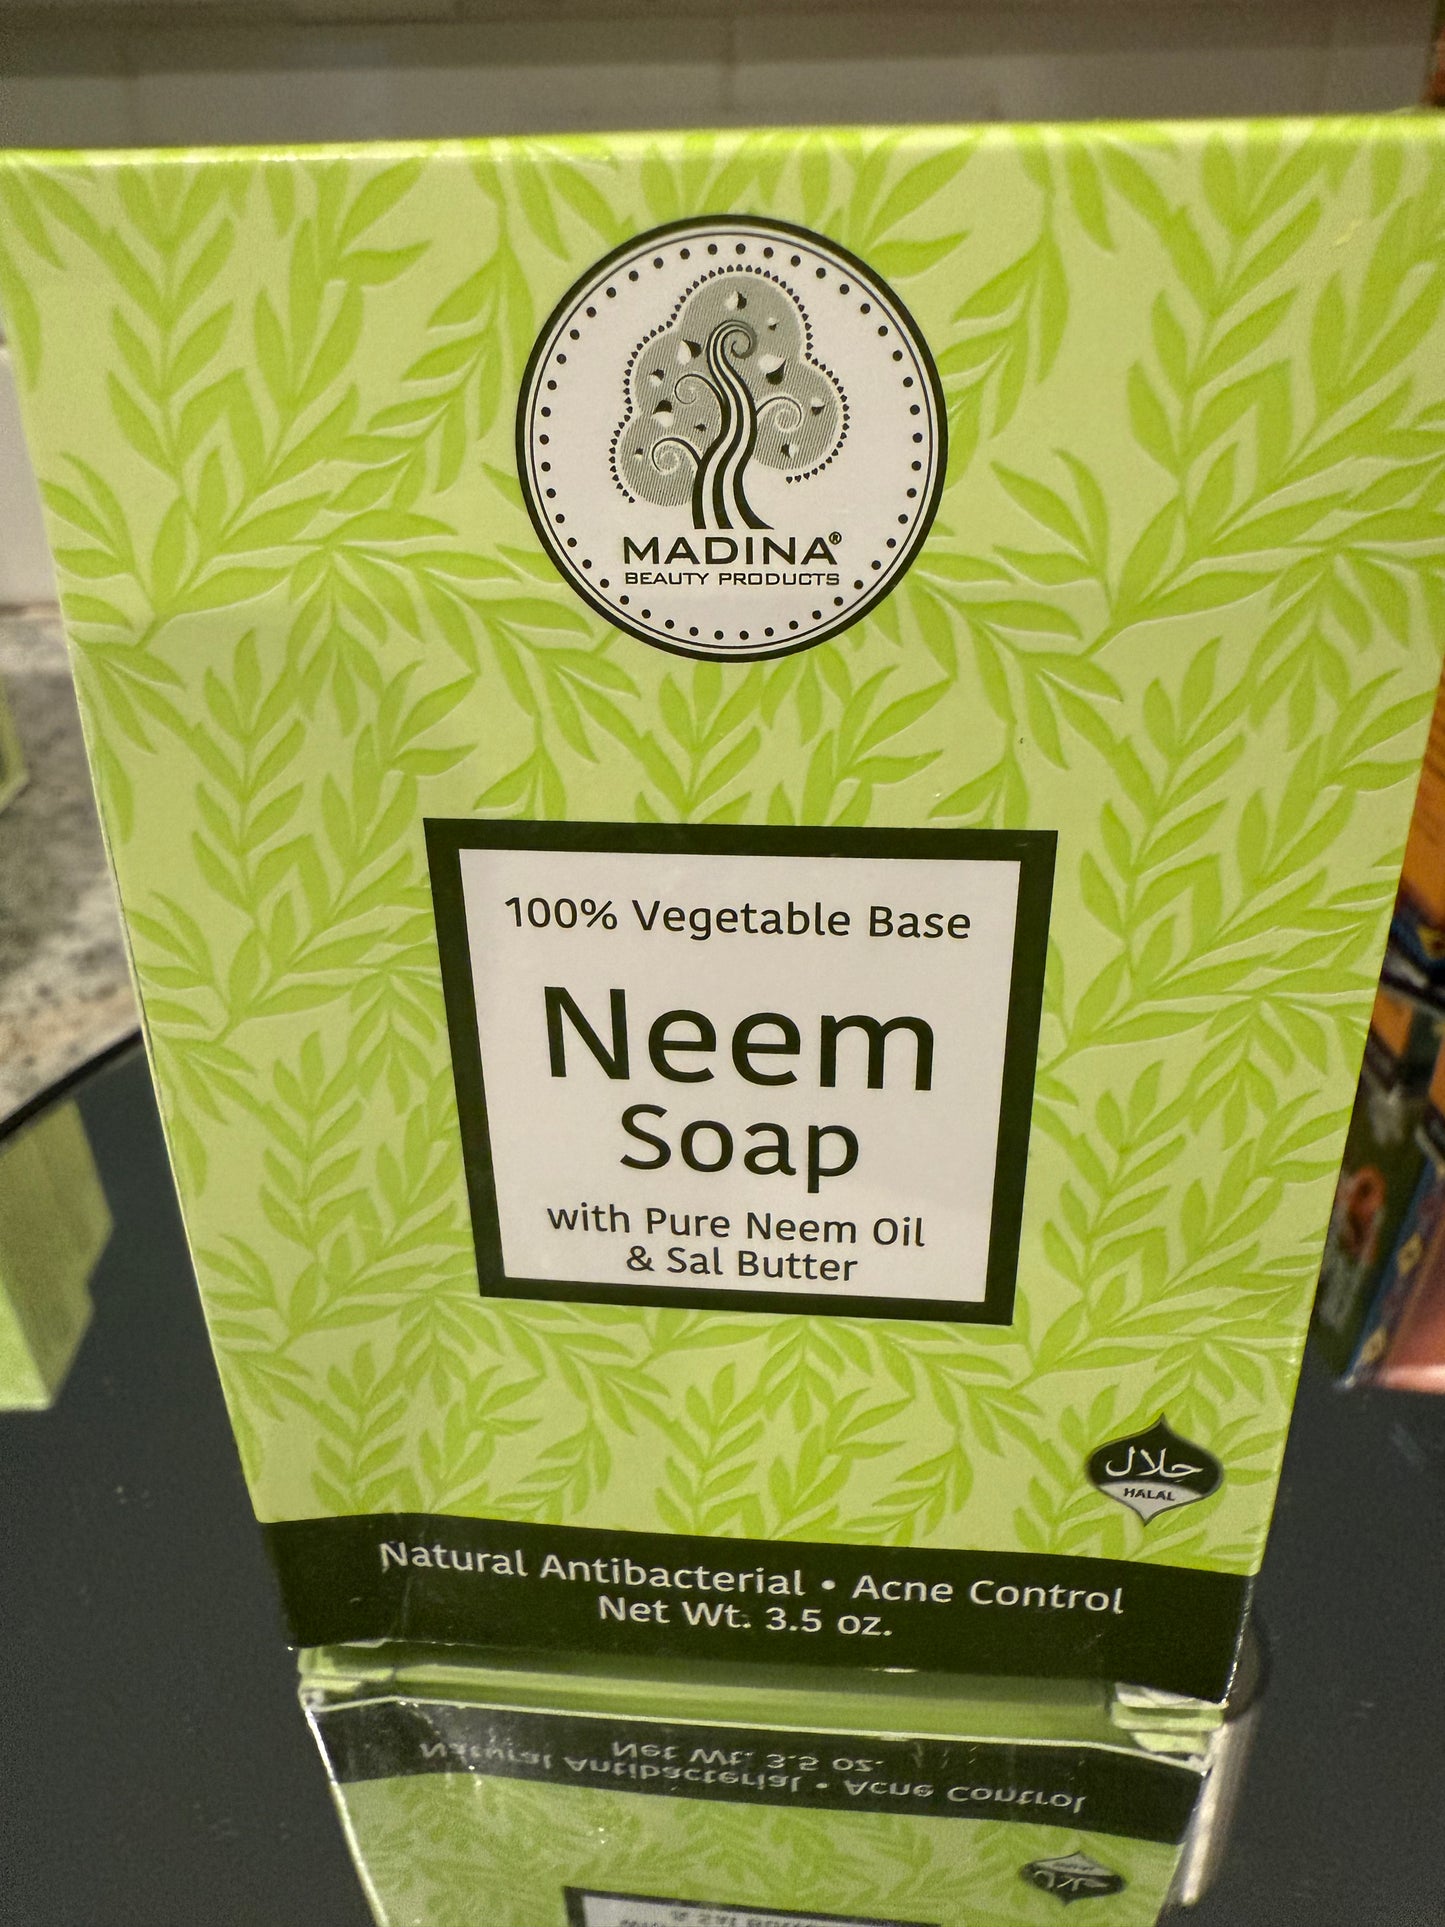 MADINA®
BEAUTY PRODUCTS
100% Vegetable Base
Neem
Soap
with Pure Neem Oil
& Sal Butter
حلال
HALAL
Natural Antibacterial • Acne Control
Net Wt. 3.5 oz.